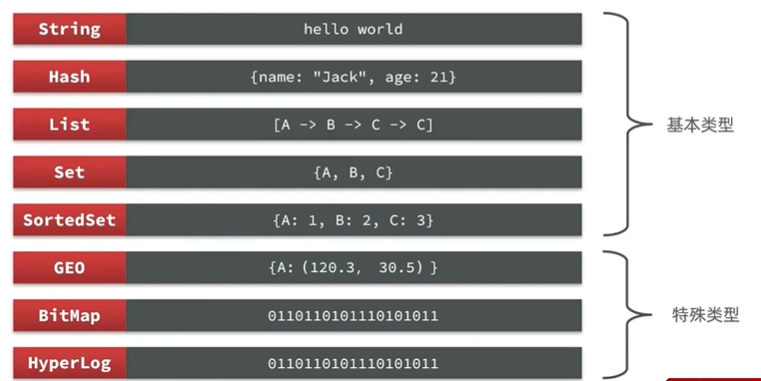 String hello world
Hash {name: "Jack", age: 21}
List [A -> B -> C -> C]
基本类型
Set {A, B, C}
SortedSet {A: 1, B: 2, C: 3}
GEO {A: (120.3, 30.5) }
BitMap 0110110101110101011
特殊类型
HyperLog 0110110101110101011